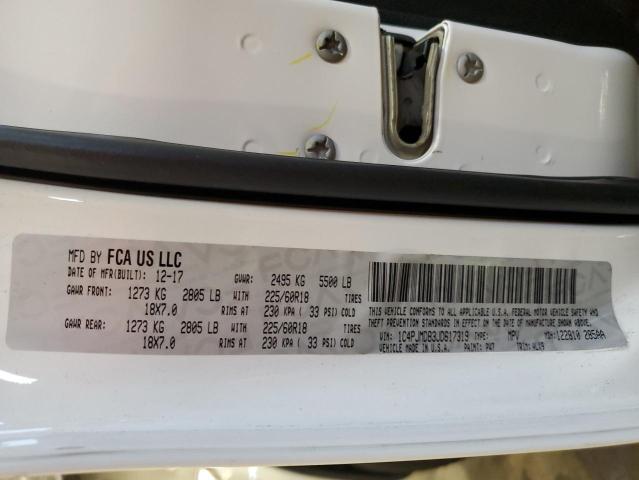 MFD BY FCA US LLC
DATE OF MFR(BUILT): 12-17 GVWR: 2495 KG 5500 LB
GAWR FRONT: 1273 KG 2805 LB WITH 225/60R18 TIRES
18X7.0 RIMS AT 230 KPA ( 33 PSI) COLD
GAWR REAR: 1273 KG 2805 LB WITH 225/60R18 TIRES
18X7.0 RIMS AT 230 KPA ( 33 PSI) COLD
THIS VEHICLE CONFORMS TO ALL APPLICABLE U.S.A. FEDERAL MOTOR VEHICLE SAFETY AND
THEFT PREVENTION STANDARDS IN EFFECT ON THE DATE OF MANUFACTURE SHOWN ABOVE.
VIN: 1C4PJMDB3JD617319 TYPE: MPV
VEHICLE MADE IN U.S.A. PAINT: PW7 TRIM: